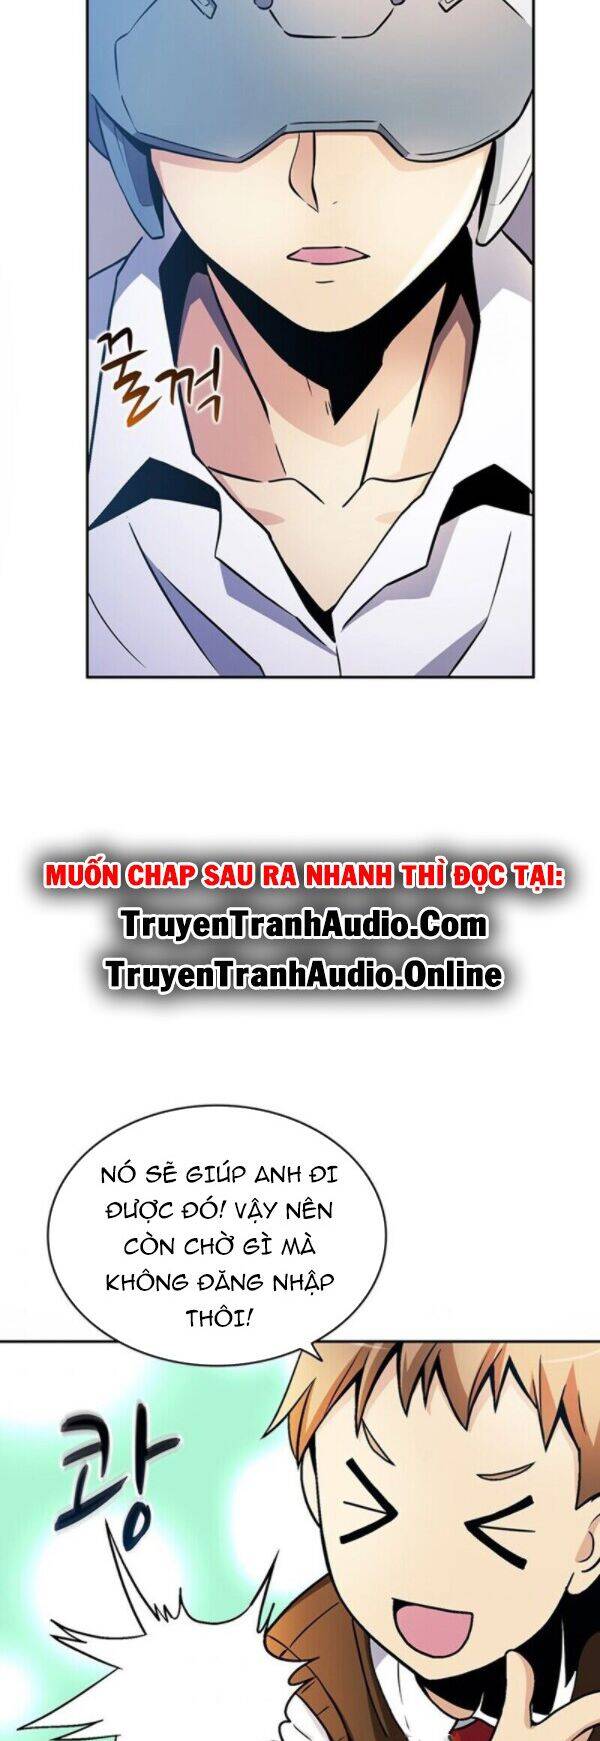 꿀꺽
MUỐN CHAP SAU RA NHANH THÌ ĐỌC TẠI:
TruyenTranhAudio.Com
TruyenTranhAudio.Online
NÓ SẼ GIÚP ANH ĐI
ĐƯỢC ĐÓ! VẬY NÊN
CÒN CHỜ GÌ MÀ
KHÔNG ĐĂNG NHẬP
THÔI!
쾅